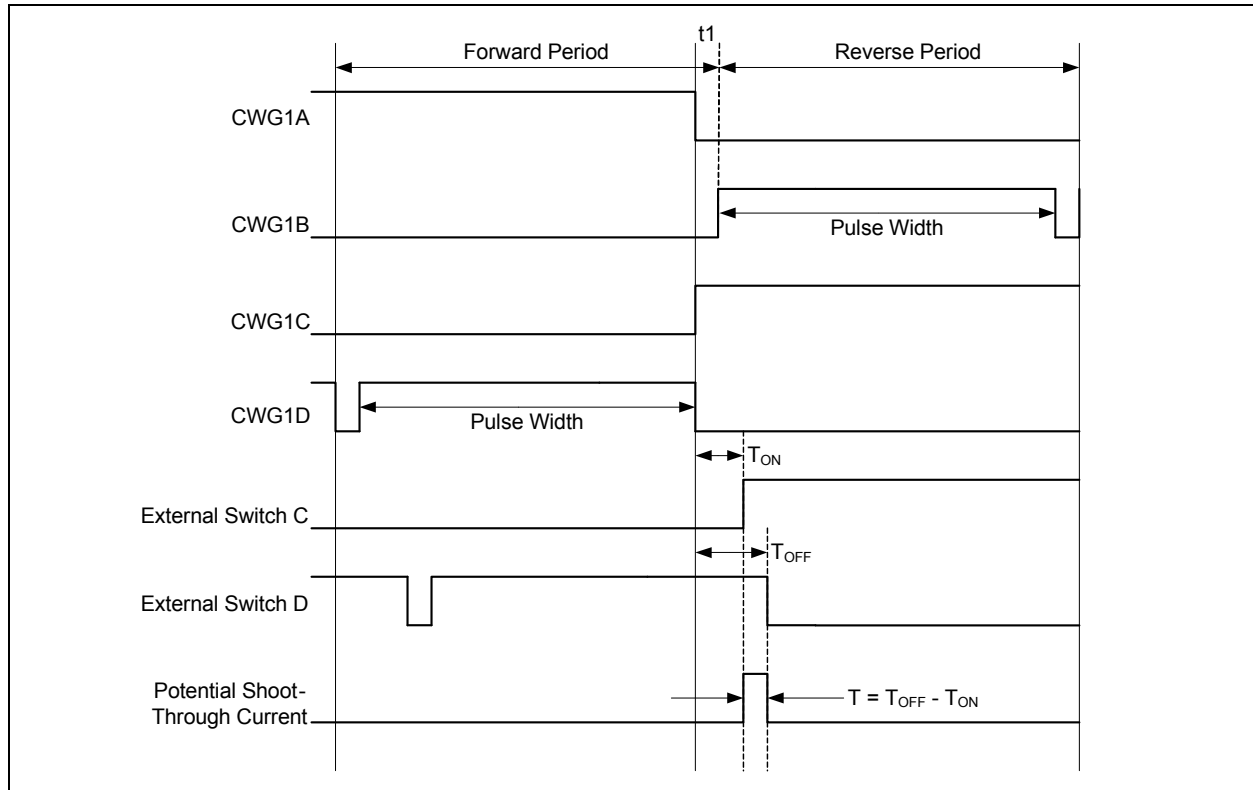 t1
Forward Period
Reverse Period
CWG1A
CWG1B
Pulse Width
CWG1C
CWG1D
Pulse Width
TON
External Switch C
TOFF
External Switch D
Potential Shoot-
Through Current
T = TOFF - TON